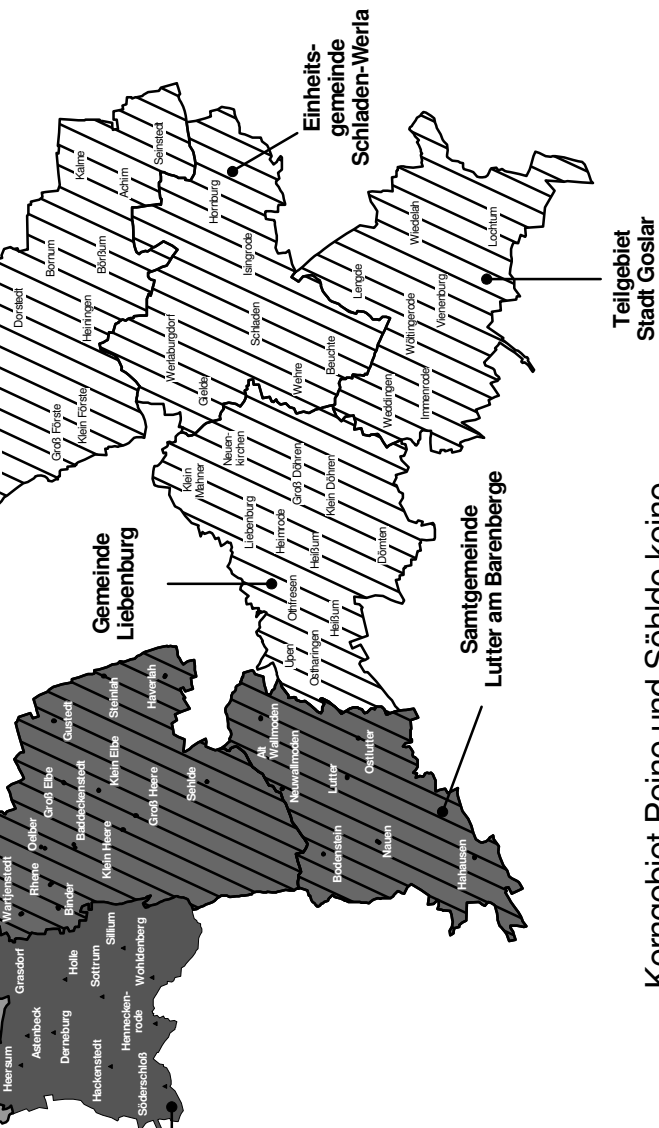 Heersum
Grasdorf
Astenbeck
Holle
Derneburg
Sottrum
Sillium
Hackenstedt
Hennecken-
rode
Wohldenberg
Söderschloß
Wartjenstedt
Rhene
Oelber
Binder
Groß Elbe
Gustedt
Baddeckenstedt
Klein Elbe
Steinlah
Klein Heere
Groß Heere
Haverlah
Sehlde
Dorstedt
Groß Förste
Klein Förste
Bornum
Heiningen
Börßum
Kalme
Achim
Seinstedt
Werlaburgdorf
Gielde
Schladen
Isingrode
Hornburg
Wehre
Beuchte
Einheits-
gemeinde
Schladen-Werla
Gemeinde
Liebenburg
Klein
Mahner
Neuen-
kirchen
Liebenburg
Heimrode
Groß Döhren
Othfresen
Heißum
Klein Döhren
Upen
Ostharingen
Heißum
Dörnten
Alt
Wallmoden
Neuwallmoden
Lutter
Ostlutter
Bodenstein
Nauen
Hahausen
Samtgemeinde
Lutter am Barenberge
Lengde
Wiedelah
Weddingen
Wöltingerode
Immenrode
Vienenburg
Lochtum
Teilgebiet
Stadt Goslar
Kerngebiet Peine und Söhlde keine